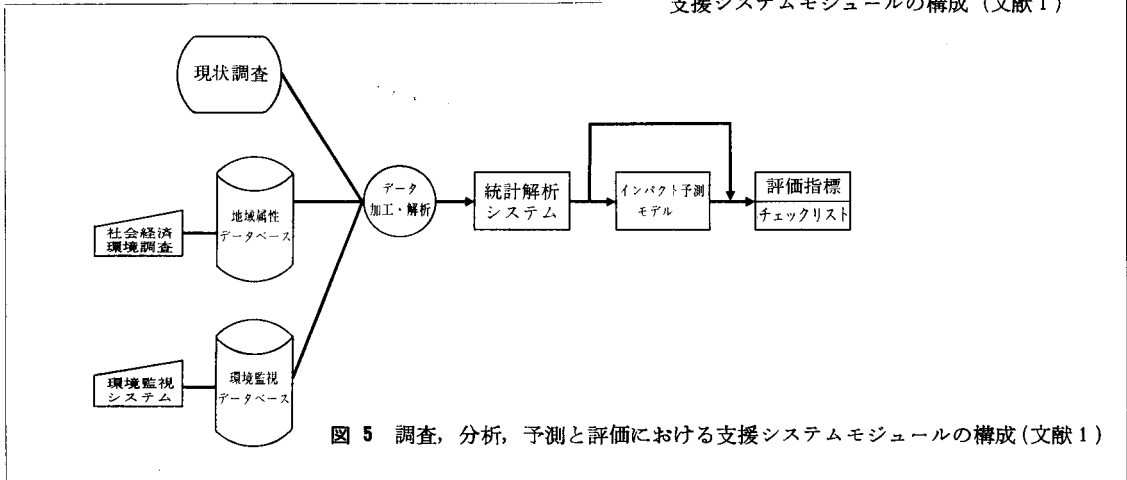 支援システムモジュールの構成 (文献1)
現状調査
社会経済
環境調査
地域属性
データベース
データ
加工・解析
統計解析
システム
インパクト予測
モデル
評価指標
チェックリスト
環境監視
システム
環境監視
データベース
図 5 調査, 分析, 予測と評価における支援システムモジュールの構成 (文献1)